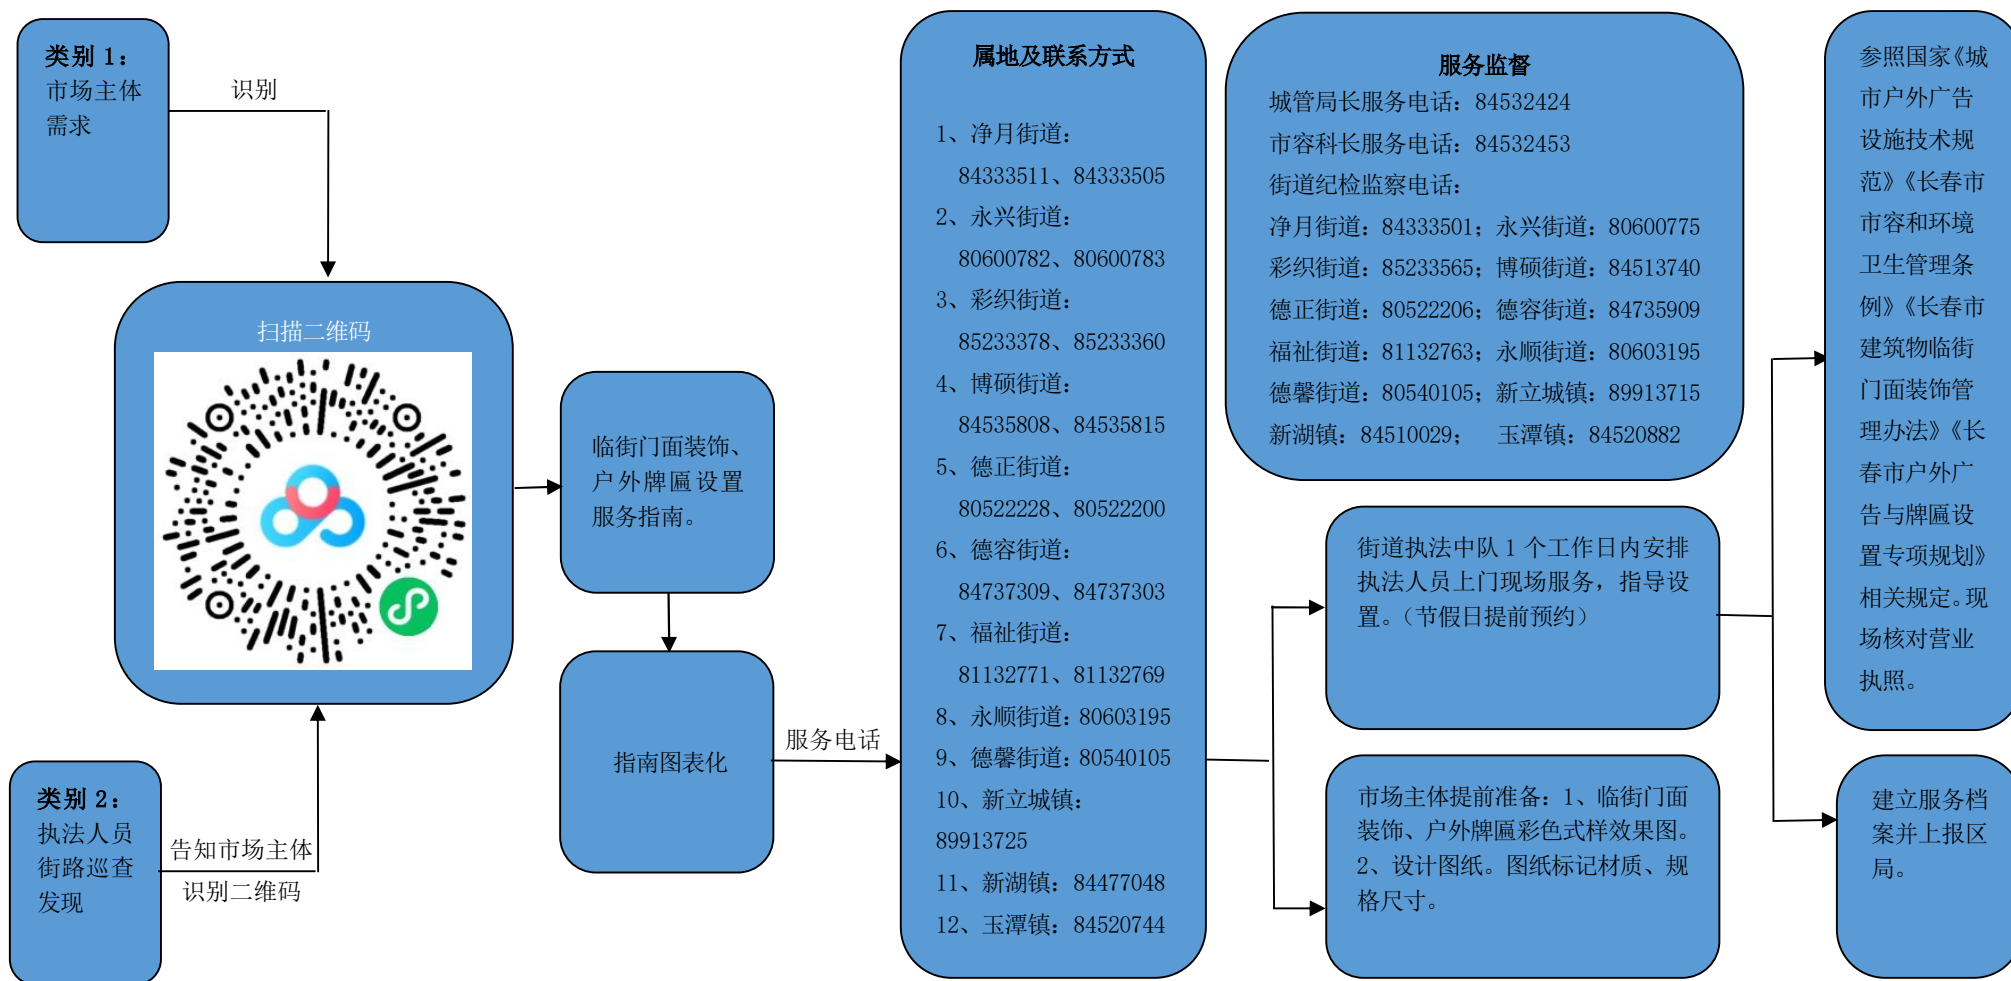 类别 1：
市场主体
需求
识别
扫描二维码
类别 2：
执法人员
街路巡查
发现
告知市场主体
识别二维码
临街门面装饰、
户外牌匾设置
服务指南。
指南图表化
服务电话
属地及联系方式
1、净月街道：
84333511、84333505
2、永兴街道：
80600782、80600783
3、彩织街道：
85233378、85233360
4、博硕街道：
84535808、84535815
5、德正街道：
80522228、80522200
6、德容街道：
84737309、84737303
7、福祉街道：
81132771、81132769
8、永顺街道：80603195
9、德馨街道：80540105
10、新立城镇：
89913725
11、新湖镇：84477048
12、玉潭镇：84520744
服务监督
城管局长服务电话：84532424
市容科长服务电话：84532453
街道纪检监察电话：
净月街道：84333501；永兴街道：80600775
彩织街道：85233565；博硕街道：84513740
德正街道：80522206；德容街道：84735909
福祉街道：81132763；永顺街道：80603195
德馨街道：80540105；新立城镇：89913715
新湖镇：84510029； 玉潭镇：84520882
街道执法中队 1 个工作日内安排
执法人员上门现场服务，指导设
置。（节假日提前预约）
市场主体提前准备：1、临街门面
装饰、户外牌匾彩色式样效果图。
2、设计图纸。图纸标记材质、规
格尺寸。
参照国家《城
市户外广告
设施技术规
范》《长春市
市容和环境
卫生管理条
例》《长春市
建筑物临街
门面装饰管
理办法》《长
春市户外广
告与牌匾设
置专项规划》
相关规定。现
场核对营业
执照。
建立服务档
案并上报区
局。